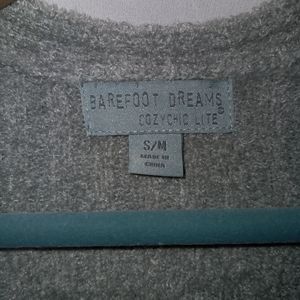 BAREFOOT DREAMS®
COZYCHIC LITE®
S/M
MADE IN
CHINA